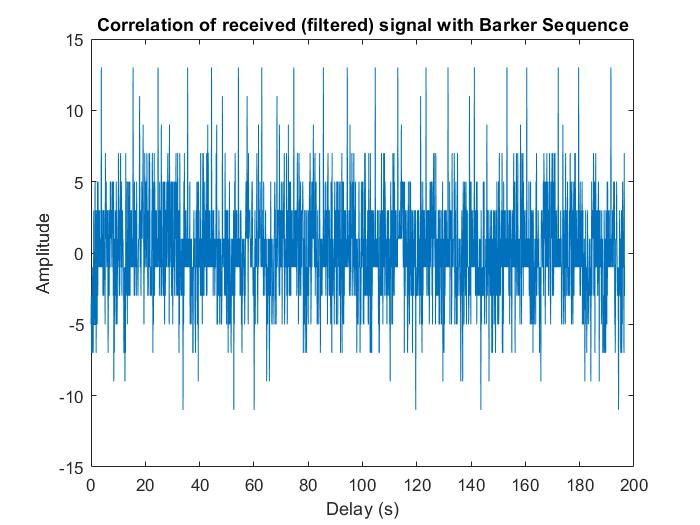 Correlation of received (filtered) signal with Barker Sequence
15
10
5
0
-5
-10
-15
Amplitude
0 20 40 60 80 100 120 140 160 180 200
Delay (s)